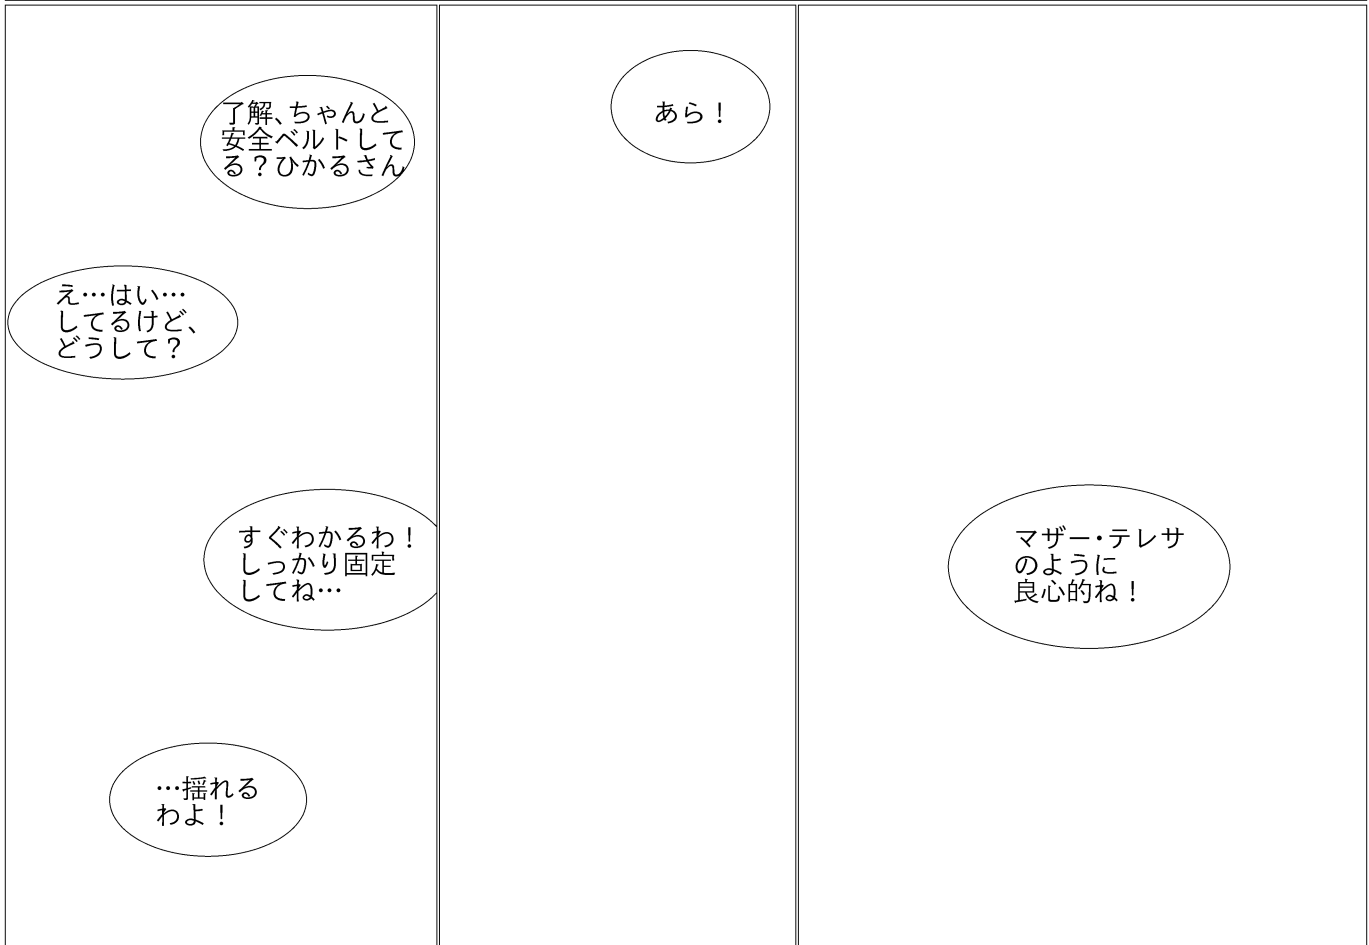 マザー・テレサ
のように
良心的ね！
あら！
了解、ちゃんと
安全ベルトして
る？ひかるさん
え…はい…
してるけど、
どうして？
すぐわかるわ！
しっかり固定
してね…
…揺れる
わよ！